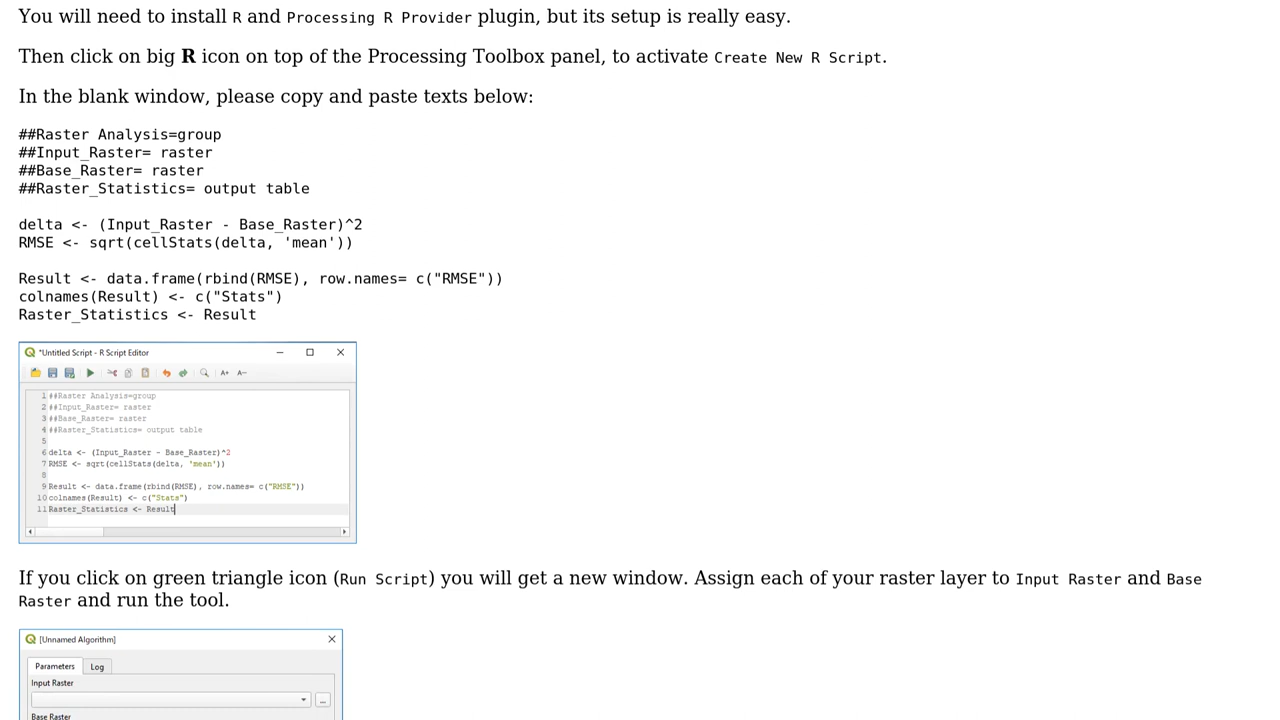 You will need to install R and Processing R Provider plugin, but its setup is really easy.
Then click on big R icon on top of the Processing Toolbox panel, to activate Create New R Script.
In the blank window, please copy and paste texts below:
##Raster Analysis=group
##Input_Raster= raster
##Base_Raster= raster
##Raster_Statistics= output table
delta <- (Input_Raster - Base_Raster)^2
RMSE <- sqrt(cellStats(delta, 'mean'))
Result <- data.frame(rbind(RMSE), row.names= c("RMSE"))
colnames(Result) <- c("Stats")
Raster_Statistics <- Result
*Untitled Script - R Script Editor
A+ A-
1 ##Raster Analysis=group
2 ##Input_Raster= raster
3 ##Base_Raster= raster
4 ##Raster_Statistics= output table
5
6 delta <- (Input_Raster - Base_Raster)^2
7 RMSE <- sqrt(cellStats(delta, 'mean'))
8
9 Result <- data.frame(rbind(RMSE), row.names= c("RMSE"))
10 colnames(Result) <- c("Stats")
11 Raster_Statistics <- Result
If you click on green triangle icon (Run Script) you will get a new window. Assign each of your raster layer to Input Raster and Base
Raster and run the tool.
[Unnamed Algorithm]
Parameters Log
Input Raster
...
Base Raster